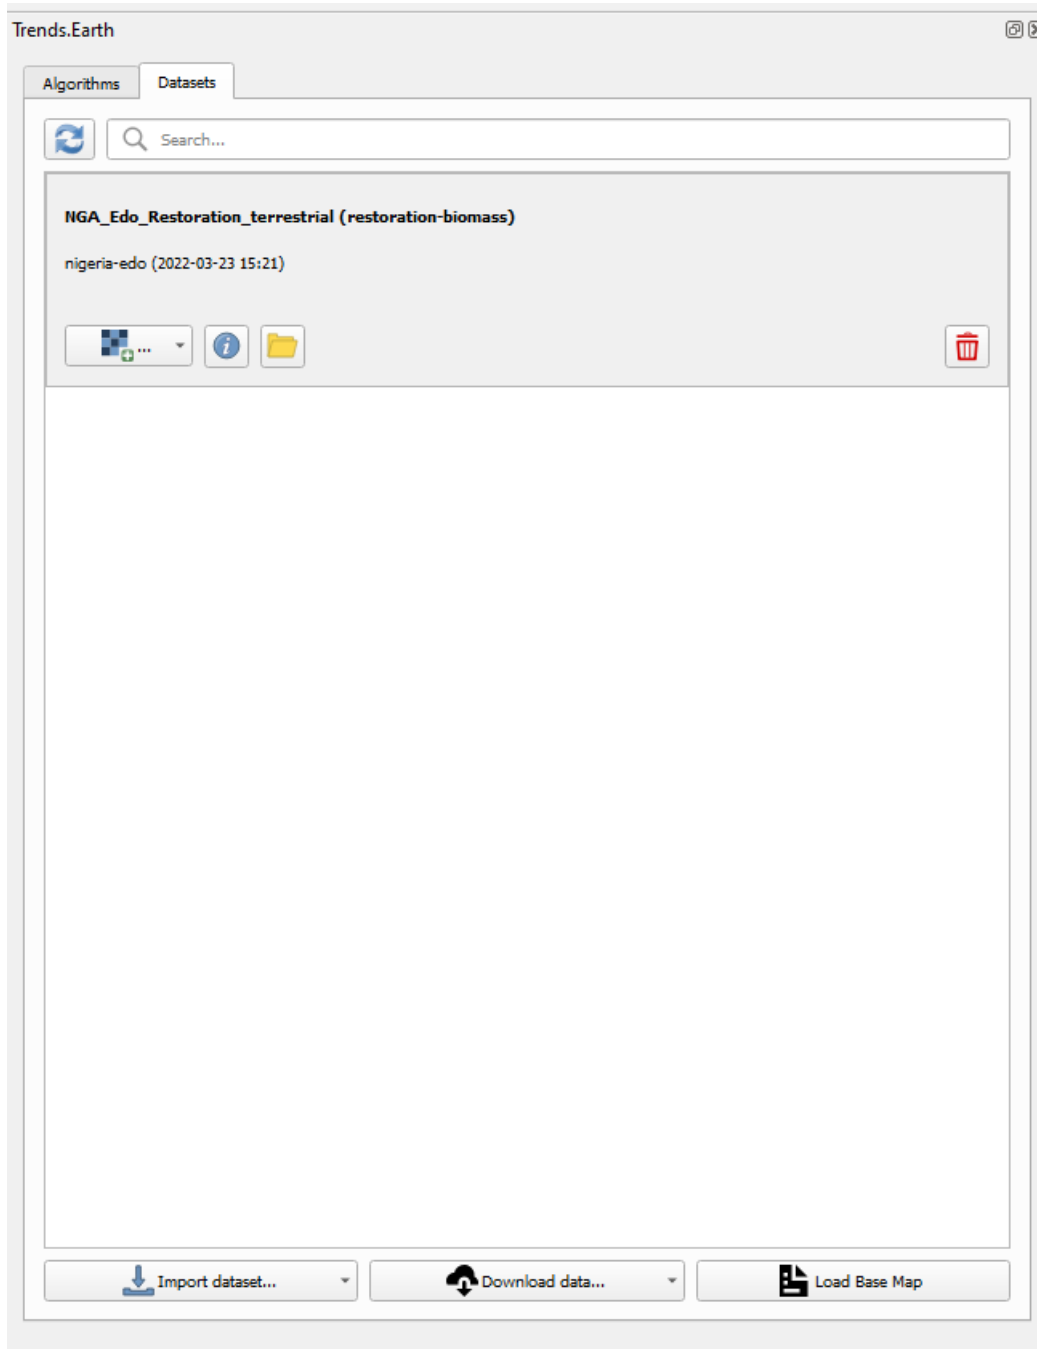 Trends.Earth
Algorithms Datasets
Search...
NGA_Edo_Restoration_terrestrial (restoration-biomass)
nigeria-edo (2022-03-23 15:21)
...
Import dataset... Download data... Load Base Map